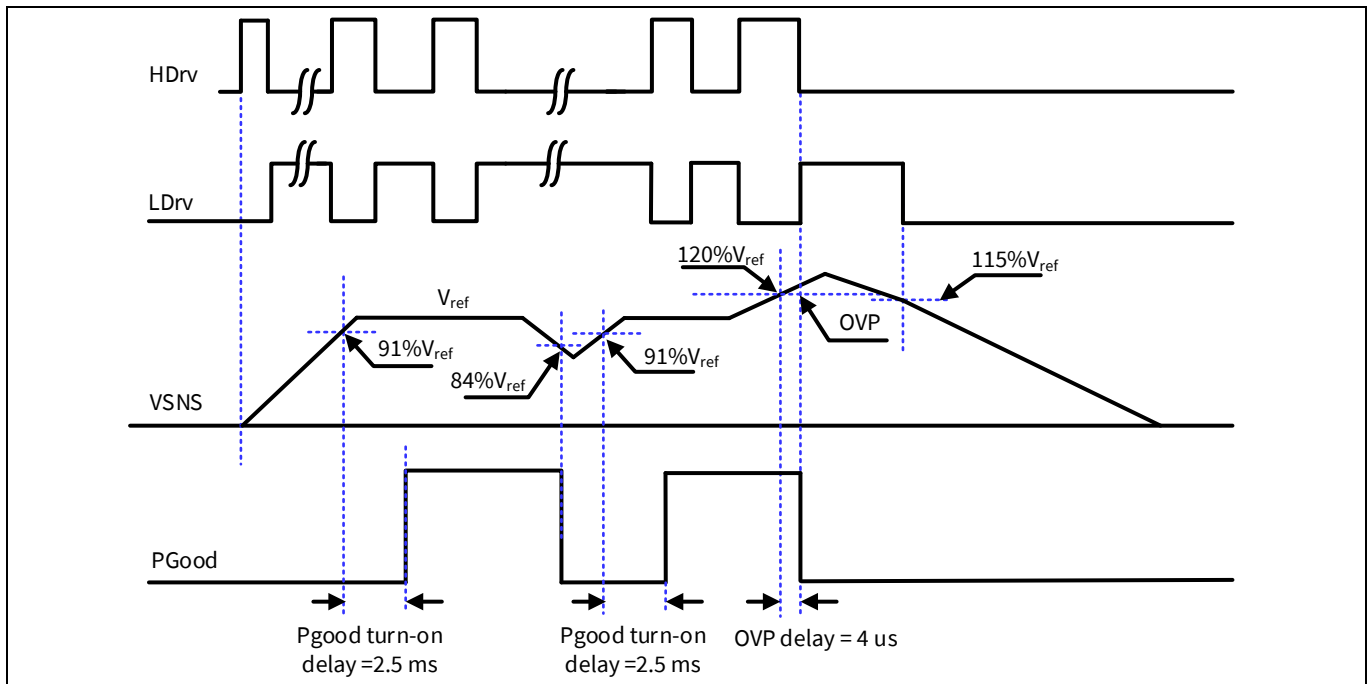 HDrv
LDrv
120%Vref
115%Vref
Vref
OVP
91%Vref
84%Vref
91%Vref
VSNS
PGood
Pgood turn-on
delay =2.5 ms
Pgood turn-on
delay =2.5 ms
OVP delay = 4 us